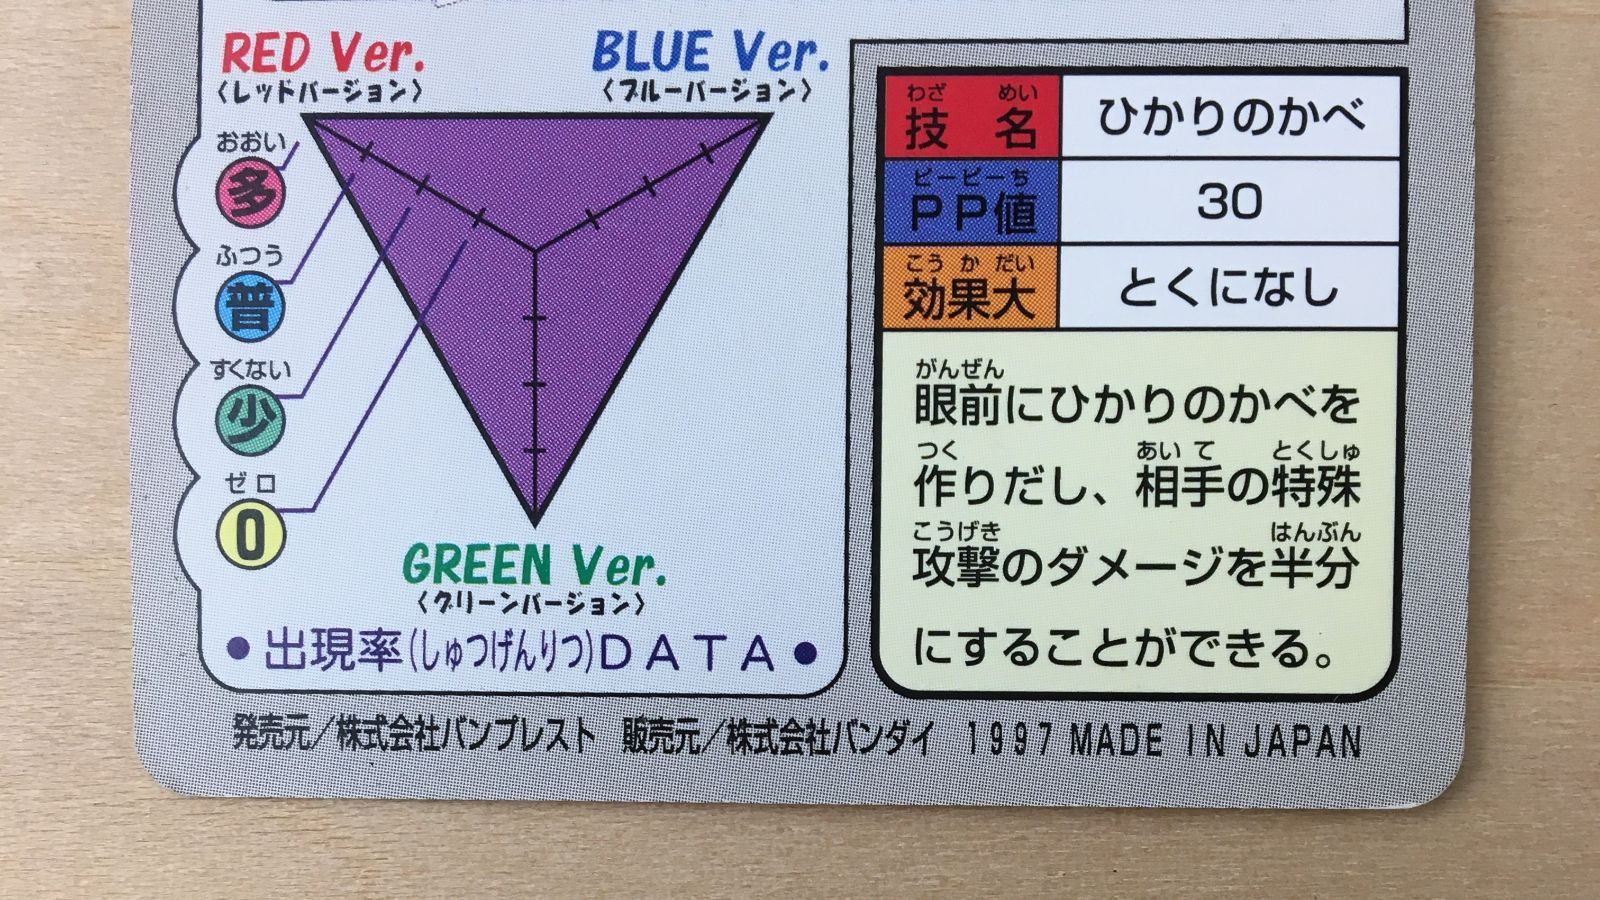 RED Ver.
〈レッドバージョン〉
BLUE Ver.
〈ブルーバージョン〉
おおい
多
ふつう
普
すくない
少
ゼロ
0
GREEN Ver.
〈グリーンバージョン〉
●出現率(しゅつげんりつ)DATA●
わざ めい
技名
ひかりのかべ
ピーピーち
PP値
30
こうかだい
効果大
とくになし
がんぜん
眼前にひかりのかべを
つく あいて とくしゅ
作りだし、相手の特殊
こうげき はんぶん
攻撃のダメージを半分
にすることができる。
発売元／株式会社バンプレスト 販売元／株式会社バンダイ 1997 MADE IN JAPAN